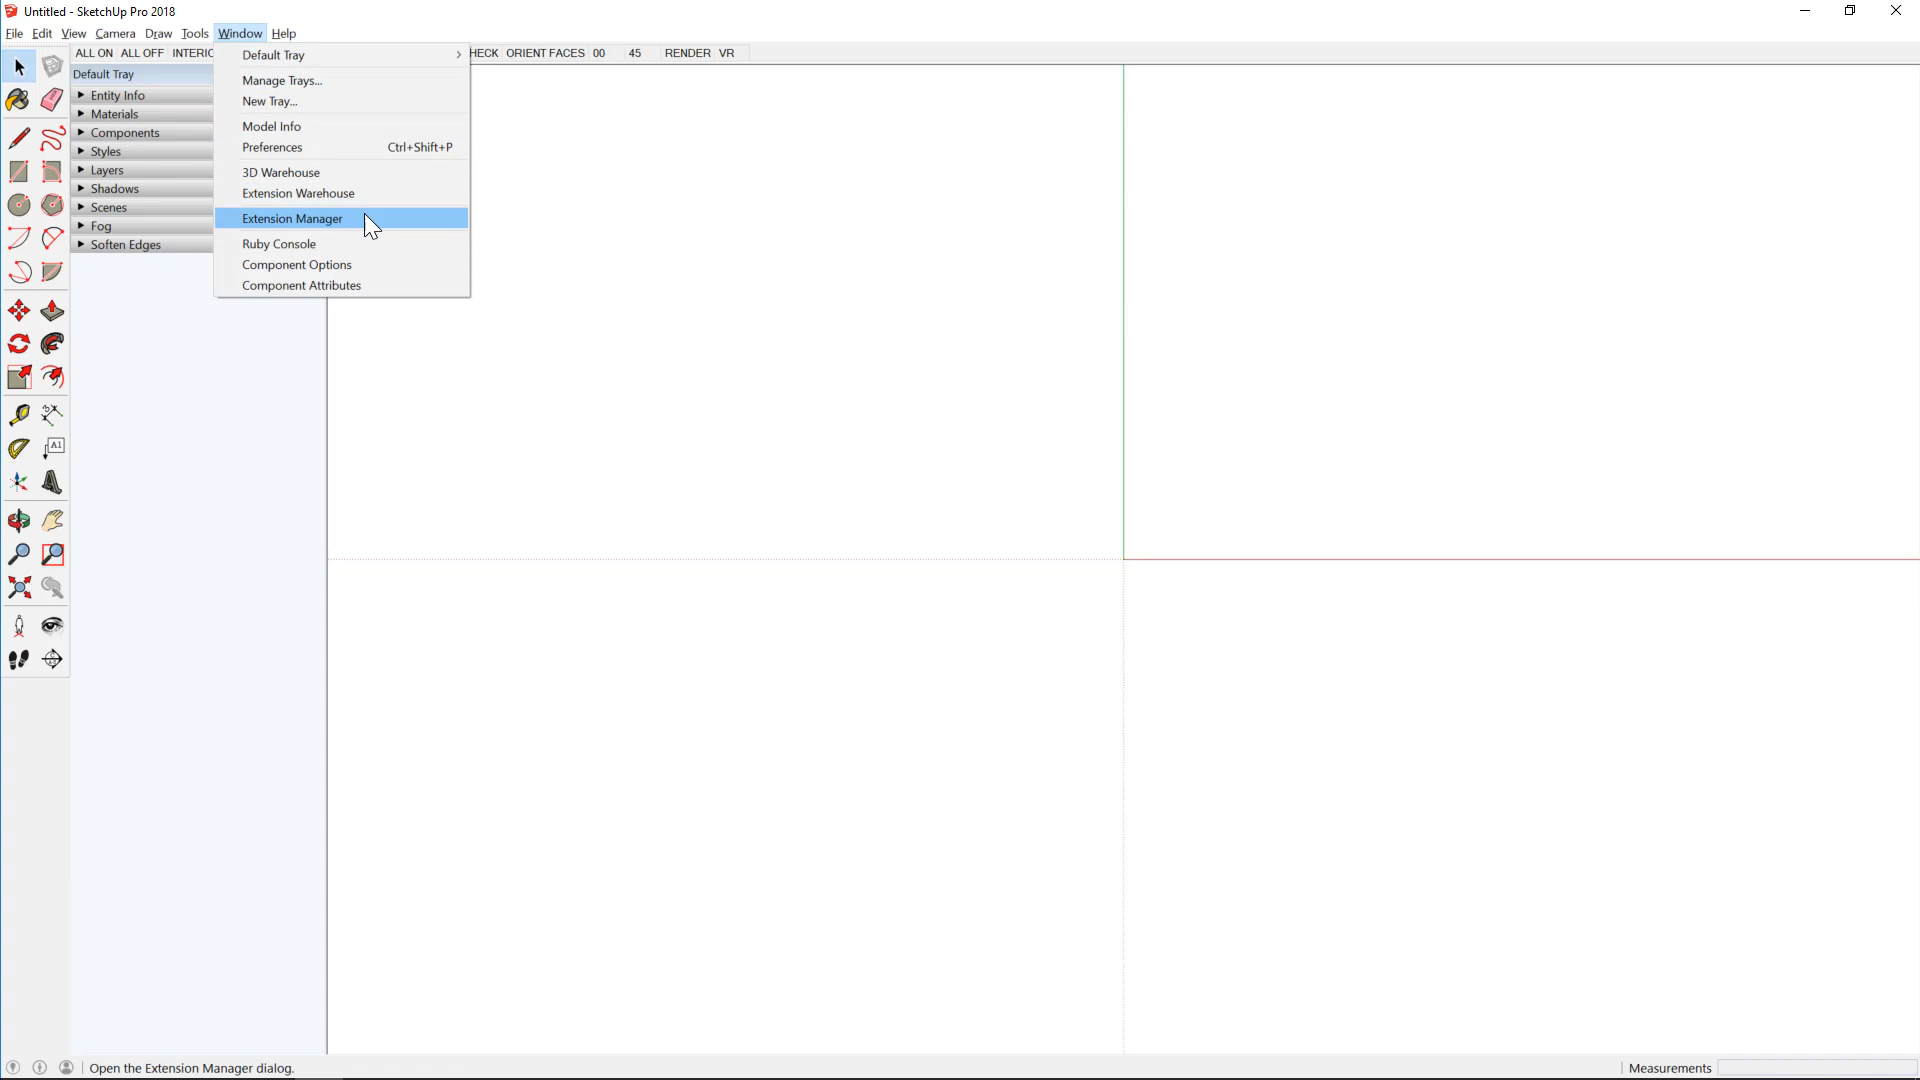 Untitled - SketchUp Pro 2018
File Edit View Camera Draw Tools Window Help
ALL ON ALL OFF INTERIC HECK ORIENT FACES 00 45 RENDER VR
Default Tray
Entity Info
Materials
Components
Styles
Layers
Shadows
Scenes
Fog
Soften Edges
Default Tray
Manage Trays...
New Tray...
Model Info
Preferences Ctrl+Shift+P
3D Warehouse
Extension Warehouse
Extension Manager
Ruby Console
Component Options
Component Attributes
A1
Open the Extension Manager dialog.
Measurements